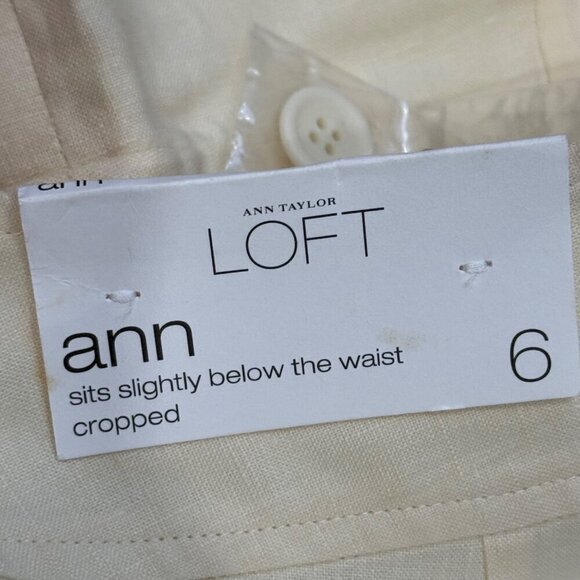 ann
ANN TAYLOR
LOFT
ann
sits slightly below the waist
cropped
6